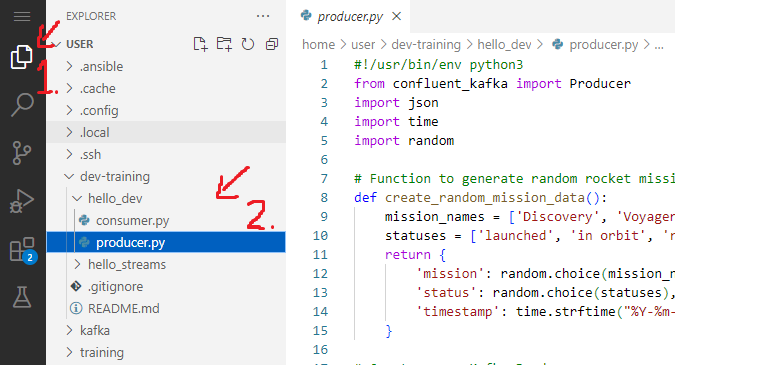 EXPLORER
USER
.ansible
.cache
.config
.local
.ssh
dev-training
hello_dev
consumer.py
producer.py
hello_streams
.gitignore
README.md
kafka
training
1.
2.
2
producer.py
home > user > dev-training > hello_dev > producer.py > ...
1 #!/usr/bin/env python3
2 from confluent_kafka import Producer
3 import json
4 import time
5 import random
6
7 # Function to generate random rocket missi
8 def create_random_mission_data():
9 mission_names = ['Discovery', 'Voyager
10 statuses = ['launched', 'in orbit', 'r
11 return {
12 'mission': random.choice(mission_n
13 'status': random.choice(statuses),
14 'timestamp': time.strftime("%Y-%m-
15 }
16